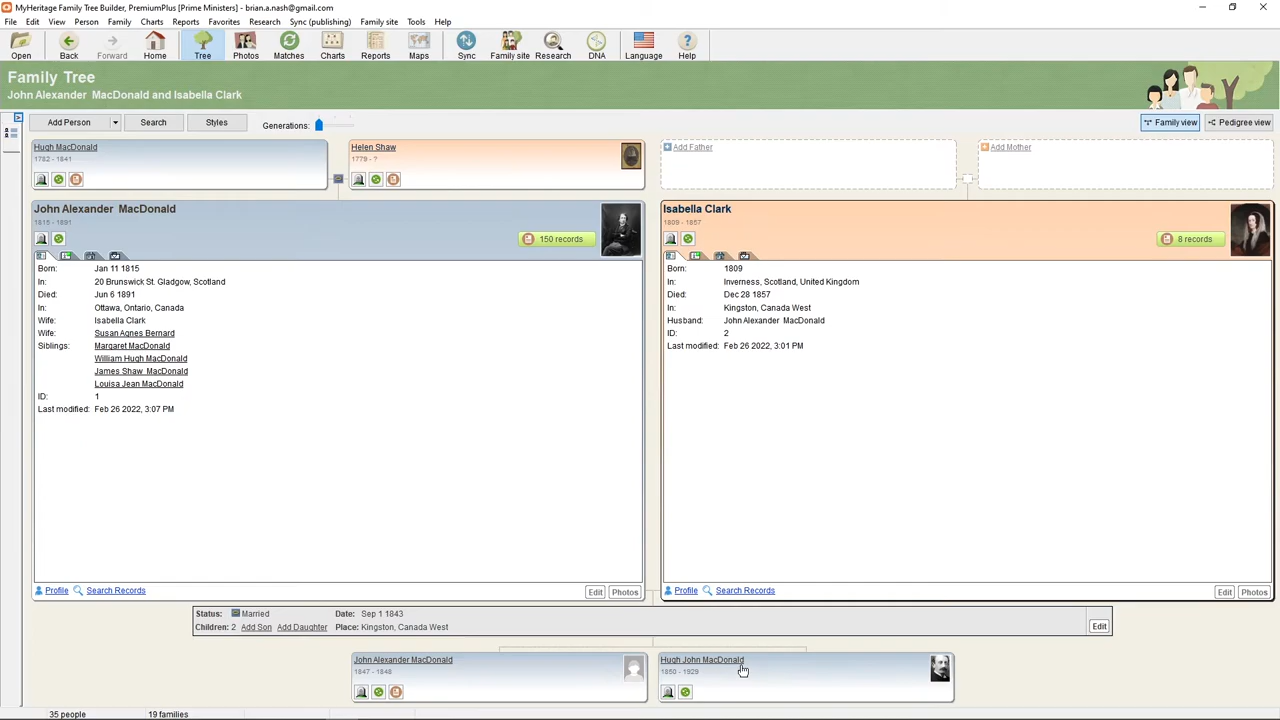 MyHeritage Family Tree Builder, PremiumPlus [Prime Ministers] - brian.a.nash@gmail.com
File Edit View Person Family Charts Reports Favorites Research Sync (publishing) Family site Tools Help
Open Back Forward Home Tree Photos Matches Charts Reports Maps Sync Family site Research DNA Language Help
Family Tree
John Alexander MacDonald and Isabella Clark
Add Person Search Styles Generations: Family view Pedigree view
Hugh MacDonald
1782 - 1841
Helen Shaw
1779 - ?
Add Father
Add Mother
John Alexander MacDonald
1815 - 1891
150 records
Born: Jan 11 1815
In: 20 Brunswick St. Gladgow, Scotland
Died: Jun 6 1891
In: Ottawa, Ontario, Canada
Wife: Isabella Clark
Wife: Susan Agnes Bernard
Siblings: Margaret MacDonald
William Hugh MacDonald
James Shaw MacDonald
Louisa Jean MacDonald
ID: 1
Last modified: Feb 26 2022, 3:07 PM
Profile Search Records Edit Photos
Isabella Clark
1809 - 1857
8 records
Born: 1809
In: Inverness, Scotland, United Kingdom
Died: Dec 28 1857
In: Kingston, Canada West
Husband: John Alexander MacDonald
ID: 2
Last modified: Feb 26 2022, 3:01 PM
Profile Search Records Edit Photos
Status: Married Date: Sep 1 1843
Children: 2 Add Son Add Daughter Place: Kingston, Canada West
Edit
John Alexander MacDonald
1847 - 1848
Hugh John MacDonald
1850 - 1929
35 people 19 families